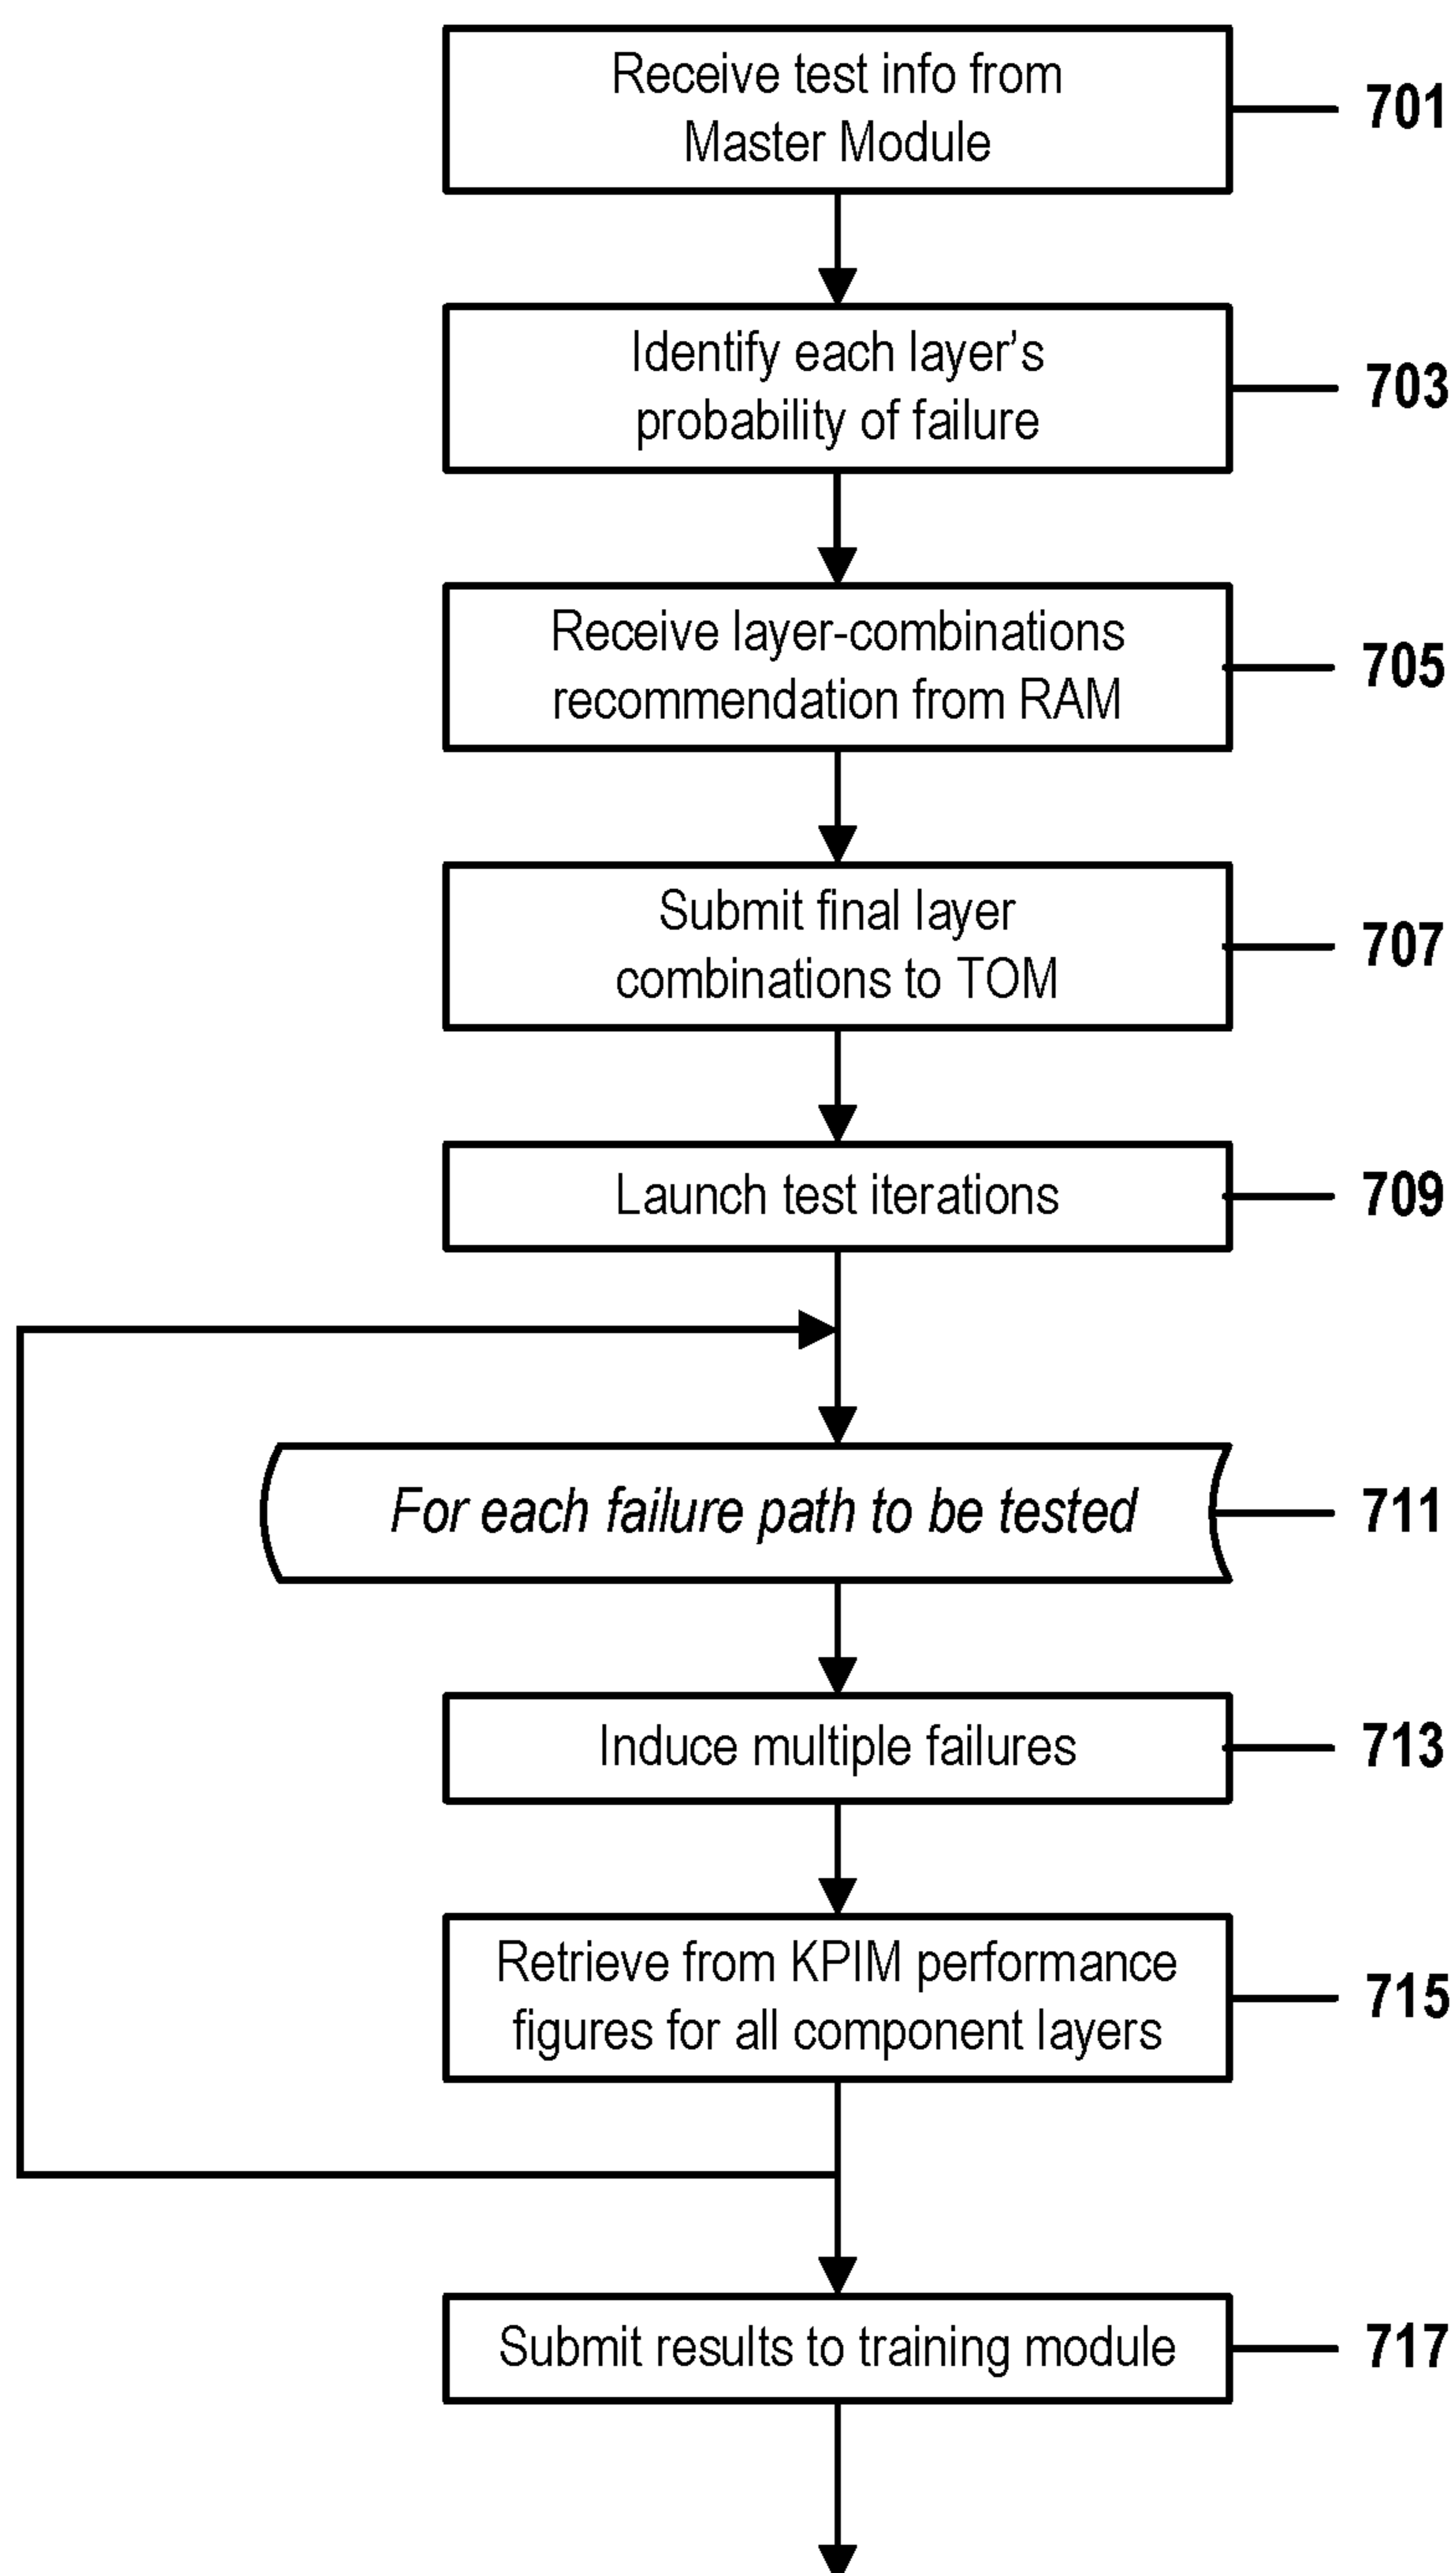 Receive test info from
Master Module
701
Identify each layer's
probability of failure
703
Receive layer-combinations
recommendation from RAM
705
Submit final layer
combinations to TOM
707
Launch test iterations
709
For each failure path to be tested
711
Induce multiple failures
713
Retrieve from KPIM performance
figures for all component layers
715
Submit results to training module
717